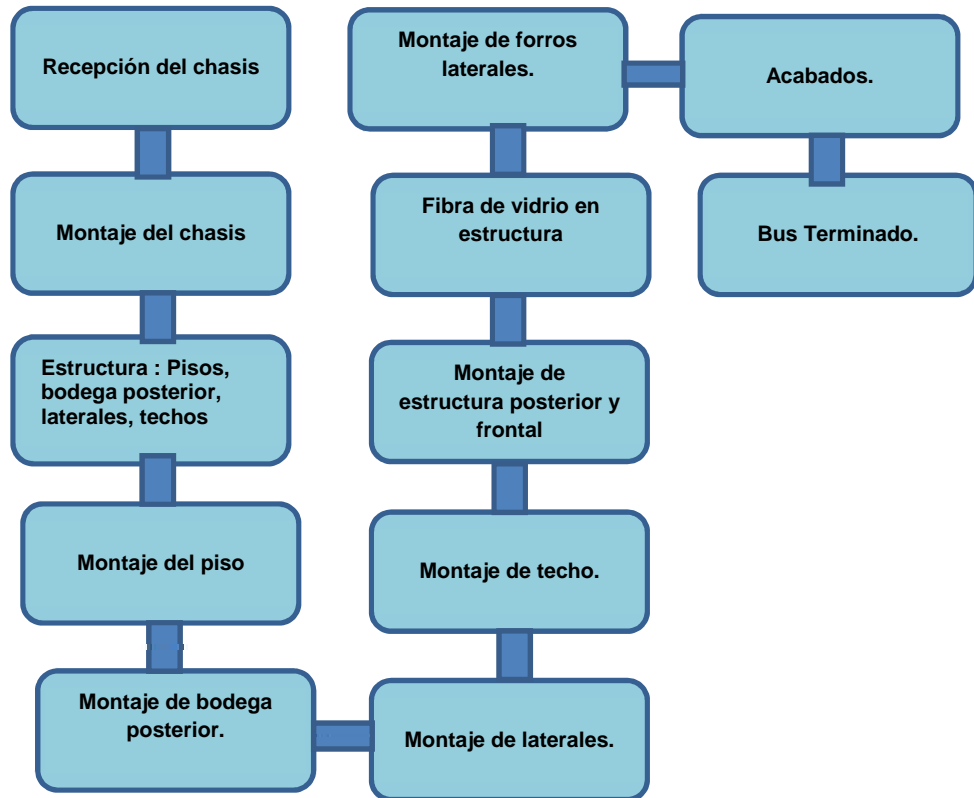 Recepción del chasis
Montaje del chasis
Estructura : Pisos,
bodega posterior,
laterales, techos
Montaje del piso
Montaje de bodega
posterior.
Montaje de laterales.
Montaje de techo.
Montaje de
estructura posterior y
frontal
Fibra de vidrio en
estructura
Montaje de forros
laterales.
Acabados.
Bus Terminado.